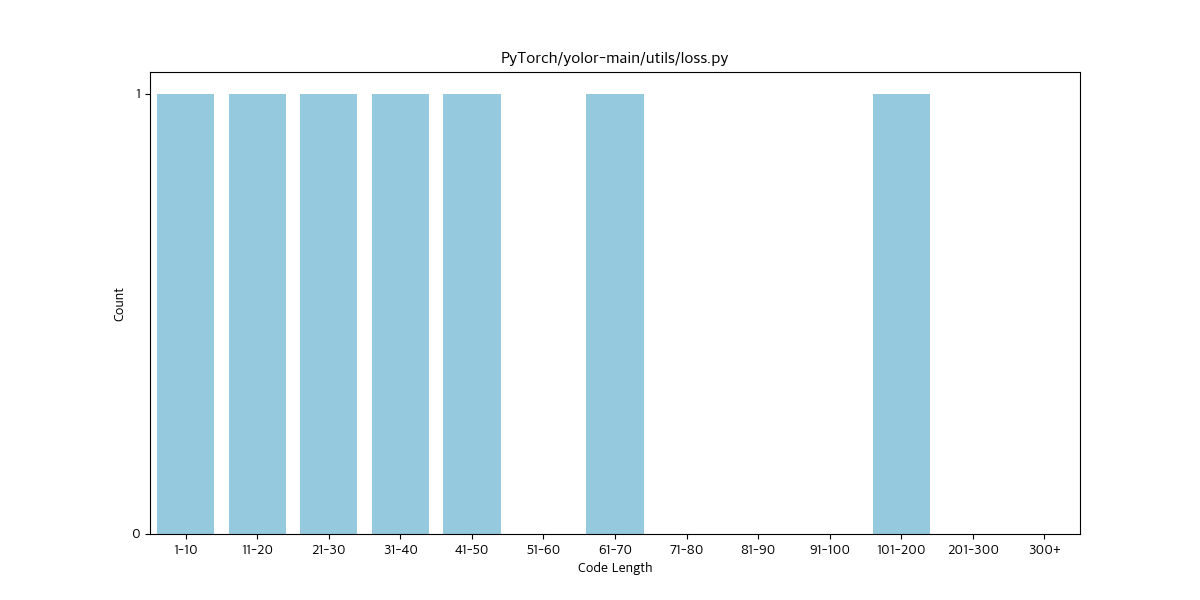 PyTorch/yolor-main/utils/loss.py
1
Count
0
1-10 11-20 21-30 31-40 41-50 51-60 61-70 71-80 81-90 91-100 101-200 201-300 300+
Code Length